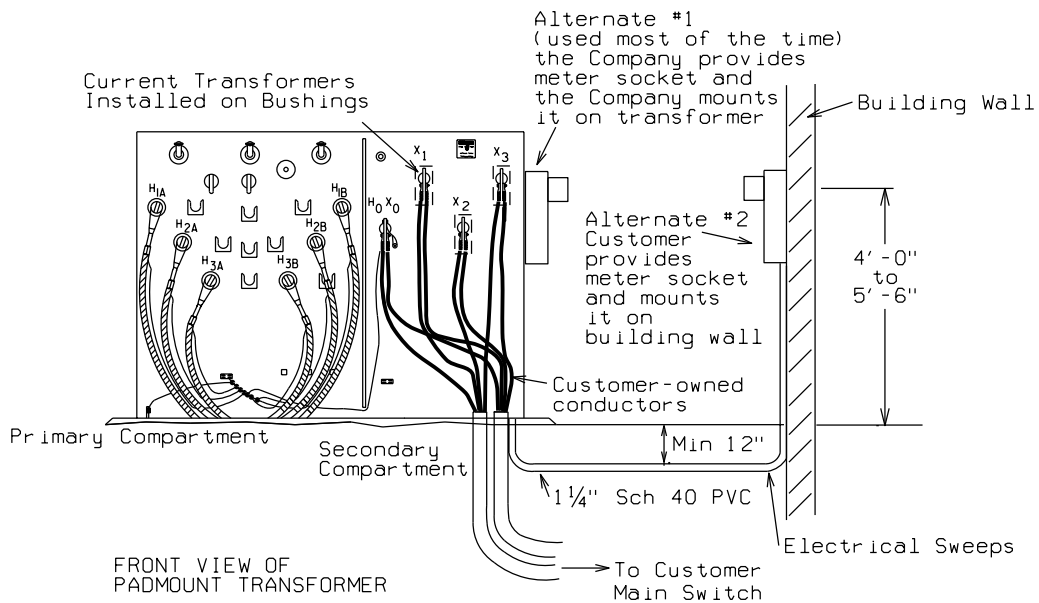 Alternate #1
(used most of the time)
the Company provides
meter socket and
the Company mounts
it on transformer
Current Transformers
Installed on Bushings
Building Wall
X1
X3
H1A
H1B
H0 X0
X2
H2A
H2B
H3A
H3B
Alternate #2
Customer
provides
meter socket
and mounts
it on
building wall
4'-0"
to
5'-6"
Customer-owned
conductors
Primary Compartment
Secondary
Compartment
Min 12"
1 1/4" Sch 40 PVC
Electrical Sweeps
FRONT VIEW OF
PADMOUNT TRANSFORMER
To Customer
Main Switch